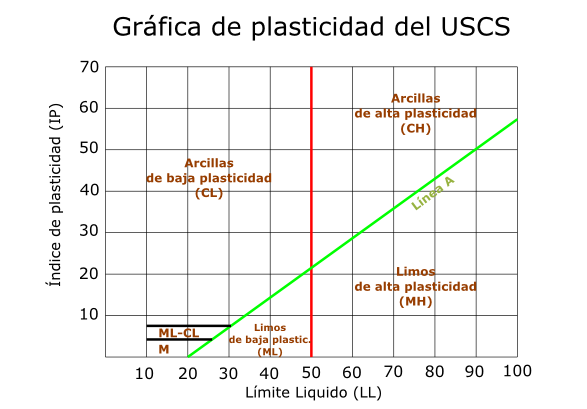 Gráfica de plasticidad del USCS
Índice de plasticidad (IP)
70
60
50
40
30
20
10
Arcillas
de alta plasticidad
(CH)
Arcillas
de baja plasticidad
(CL)
Línea A
Limos
de alta plasticidad
(MH)
ML-CL
M
Limos
de baja plastic.
(ML)
10 20 30 40 50 60 70 80 90 100
Límite Liquido (LL)